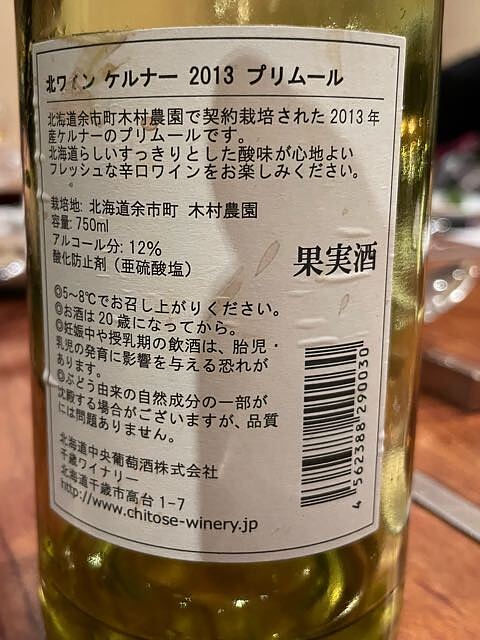 北ワイン ケルナー 2013 プリムール
北海道余市町木村農園で契約栽培された2013年
産ケルナーのプリムールです。
北海道らしいすっきりとした酸味が心地よい
フレッシュな辛口ワインをお楽しみください。
栽培地: 北海道余市町 木村農園
容量: 750ml
アルコール分: 12%
酸化防止剤（亜硫酸塩）
果実酒
◎5~8℃でお召し上がりください。
◎お酒は20歳になってから。
◎妊娠中や授乳期の飲酒は、胎児・
乳児の発育に影響を与える恐れが
あります。
◎ぶどう由来の自然成分の一部が
沈殿する場合がございますが、品質
には問題ありません。
北海道中央葡萄酒株式会社
千歳ワイナリー
北海道千歳市高台1-7
http://www.chitose-winery.jp
4 562388 290030